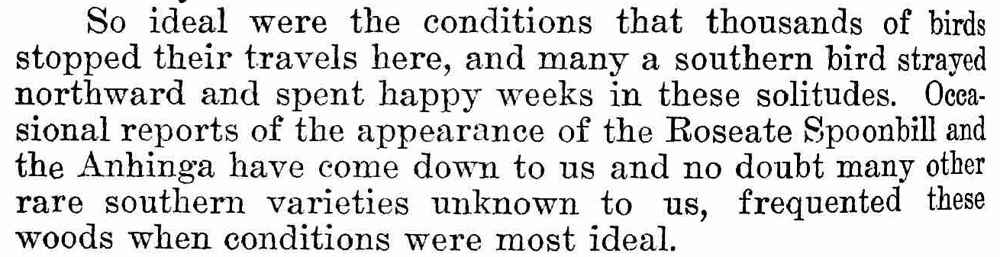 So ideal were the conditions that thousands of birds
stopped their travels here, and many a southern bird strayed
northward and spent happy weeks in these solitudes. Occa-
sional reports of the appearance of the Roseate Spoonbill and
the Anhinga have come down to us and no doubt many other
rare southern varieties unknown to us, frequented these
woods when conditions were most ideal.